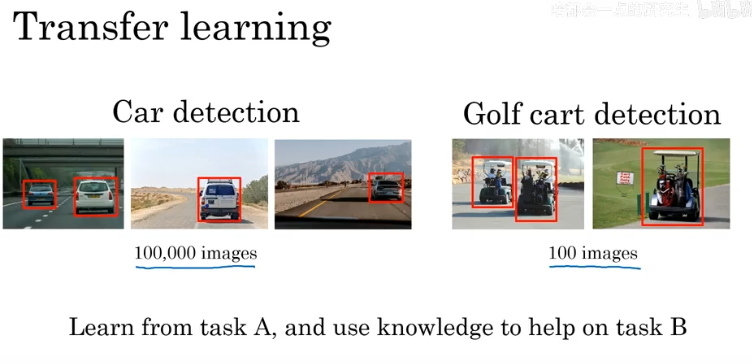 Transfer learning
Car detection
Golf cart detection
100,000 images
100 images
Learn from task A, and use knowledge to help on task B